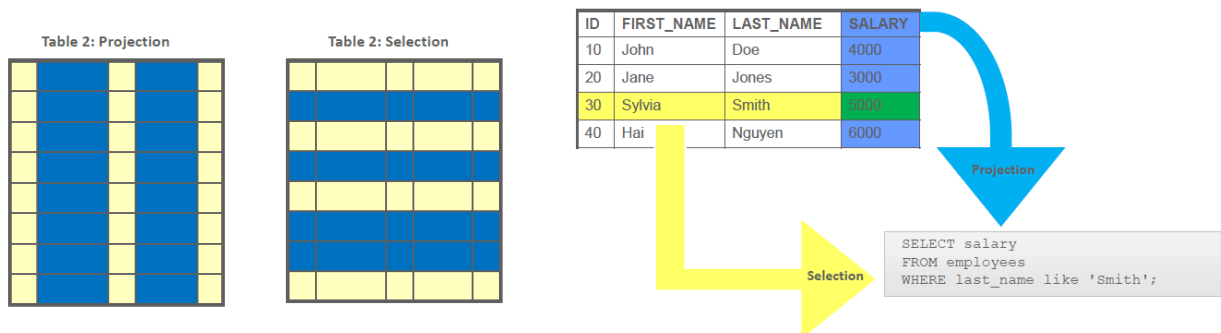 Table 2: Projection
Table 2: Selection
ID FIRST_NAME LAST_NAME SALARY
10 John Doe 4000
20 Jane Jones 3000
30 Sylvia Smith 5000
40 Hai Nguyen 6000
Projection
Selection
SELECT salary
FROM employees
WHERE last_name like 'Smith';